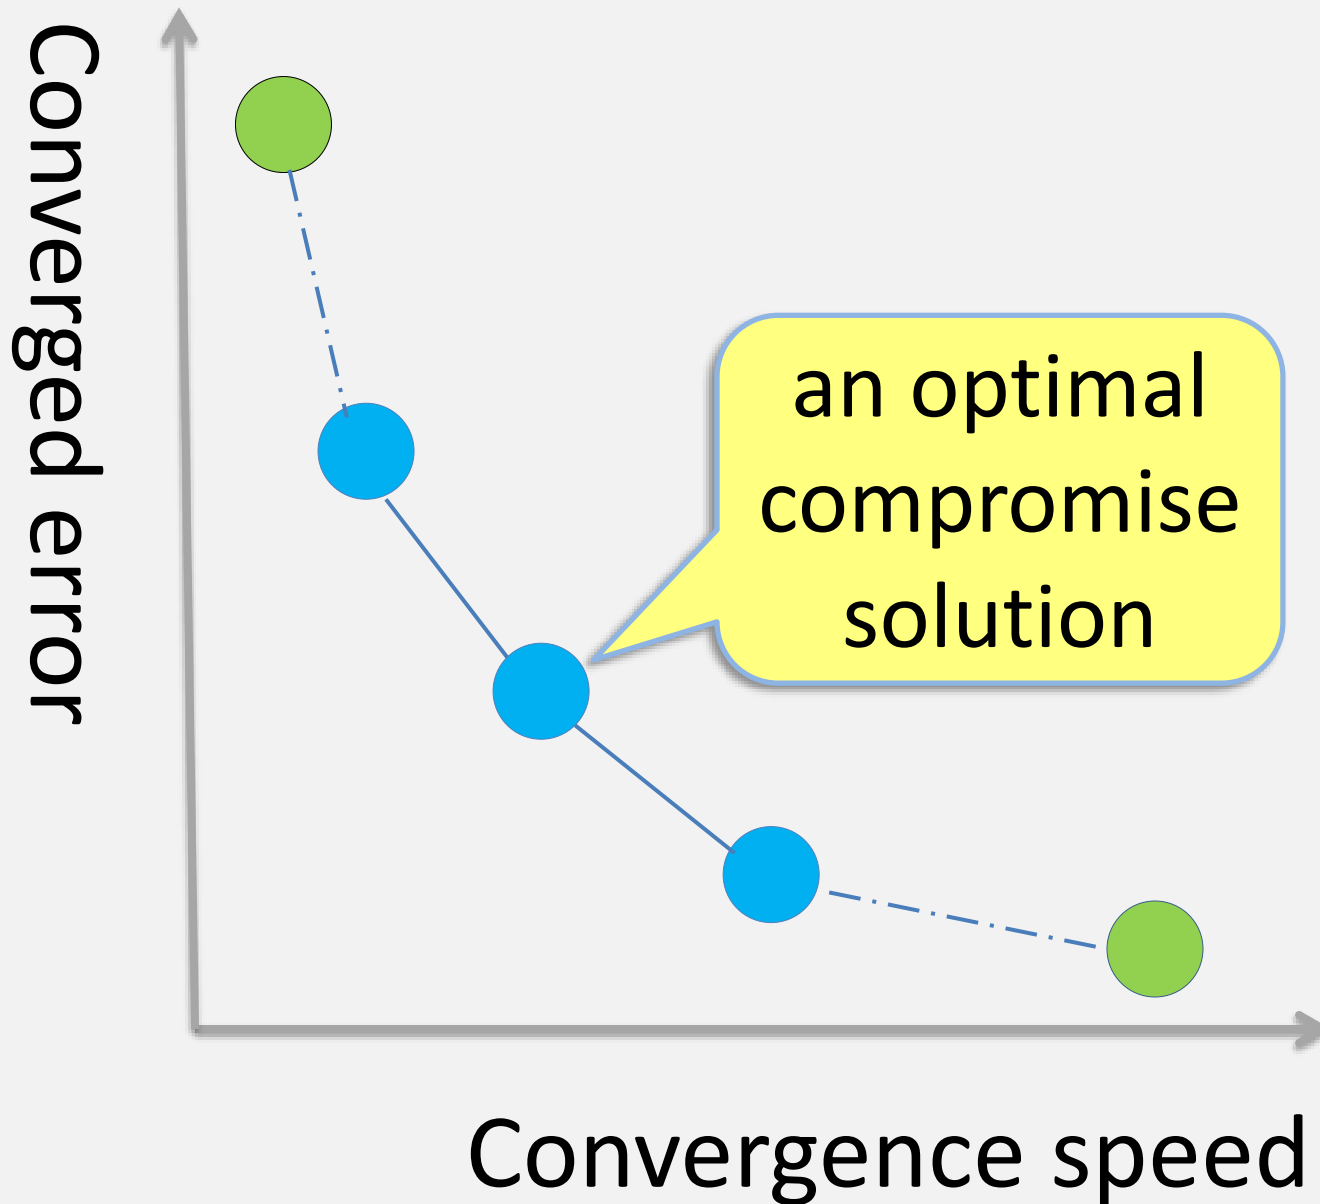 Converged error
an optimal
compromise
solution
Convergence speed